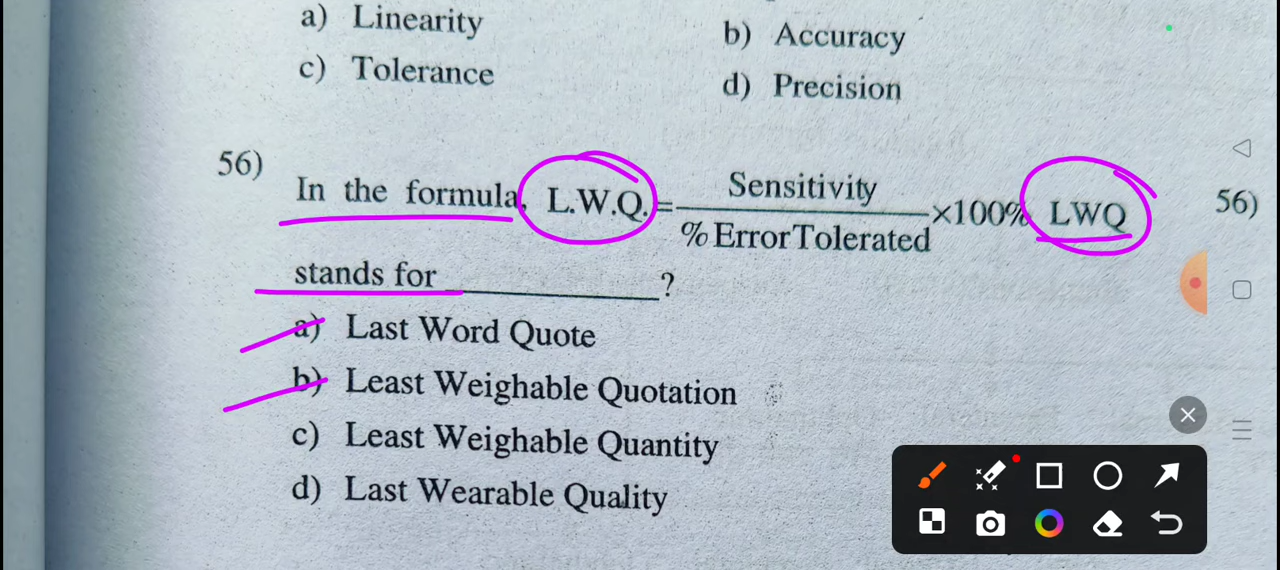 a) Linearity
b) Accuracy
c) Tolerance
d) Precision
56)
In the formula, L.W.Q. = Sensitivity / % Error Tolerated ×100% LWQ
56)
stands for ____________?
a) Last Word Quote
b) Least Weighable Quotation
c) Least Weighable Quantity
d) Last Wearable Quality